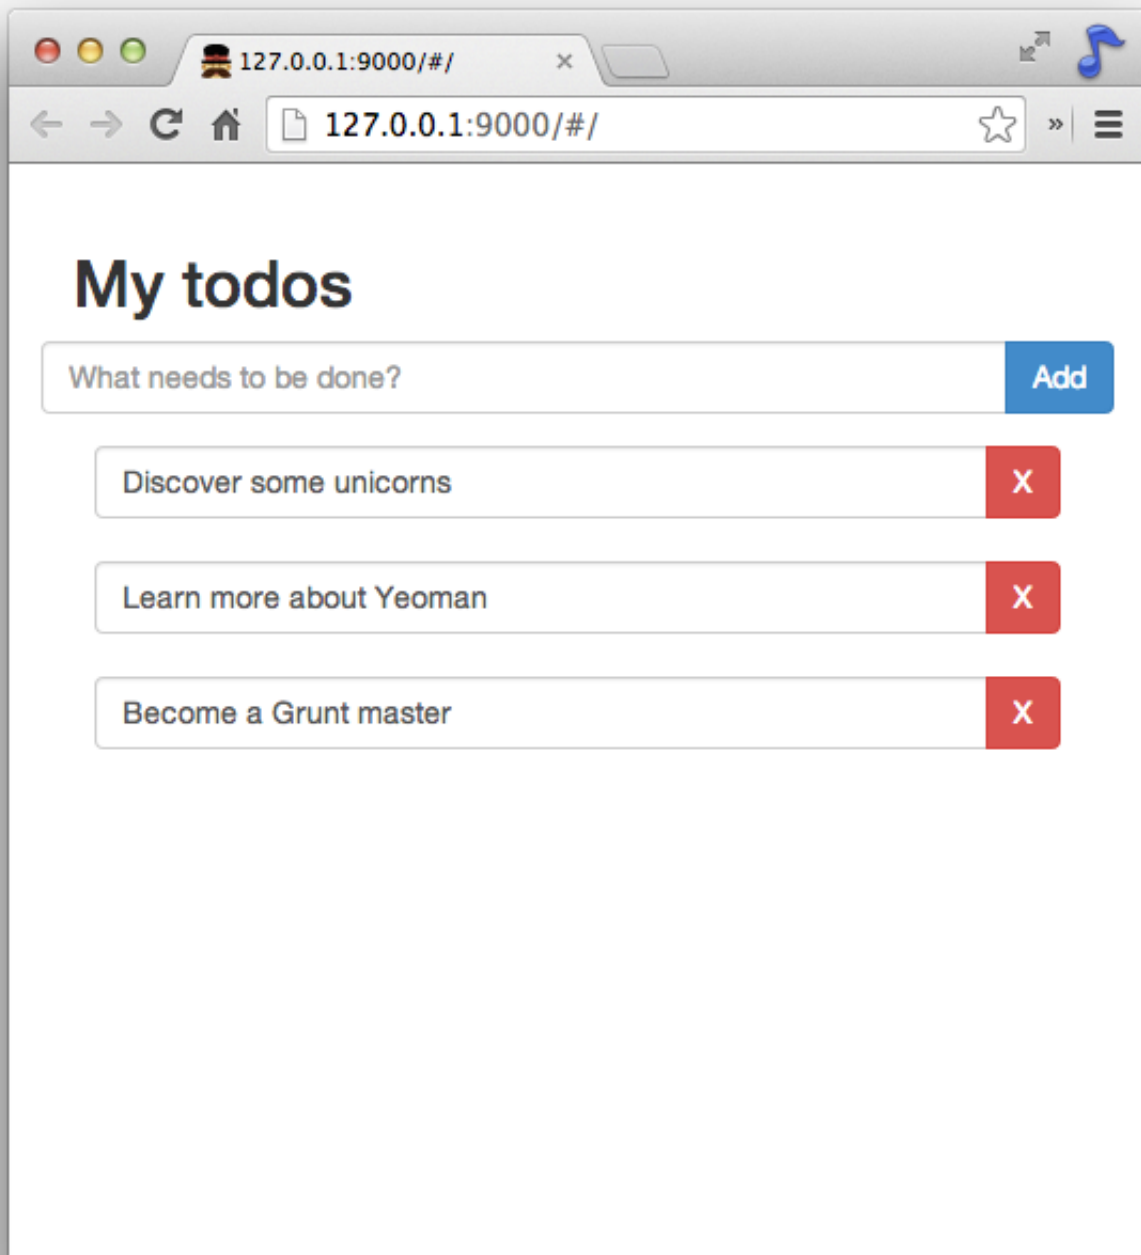 127.0.0.1:9000/#/
127.0.0.1:9000/#/
»
My todos
What needs to be done?
Add
Discover some unicorns
X
Learn more about Yeoman
X
Become a Grunt master
X